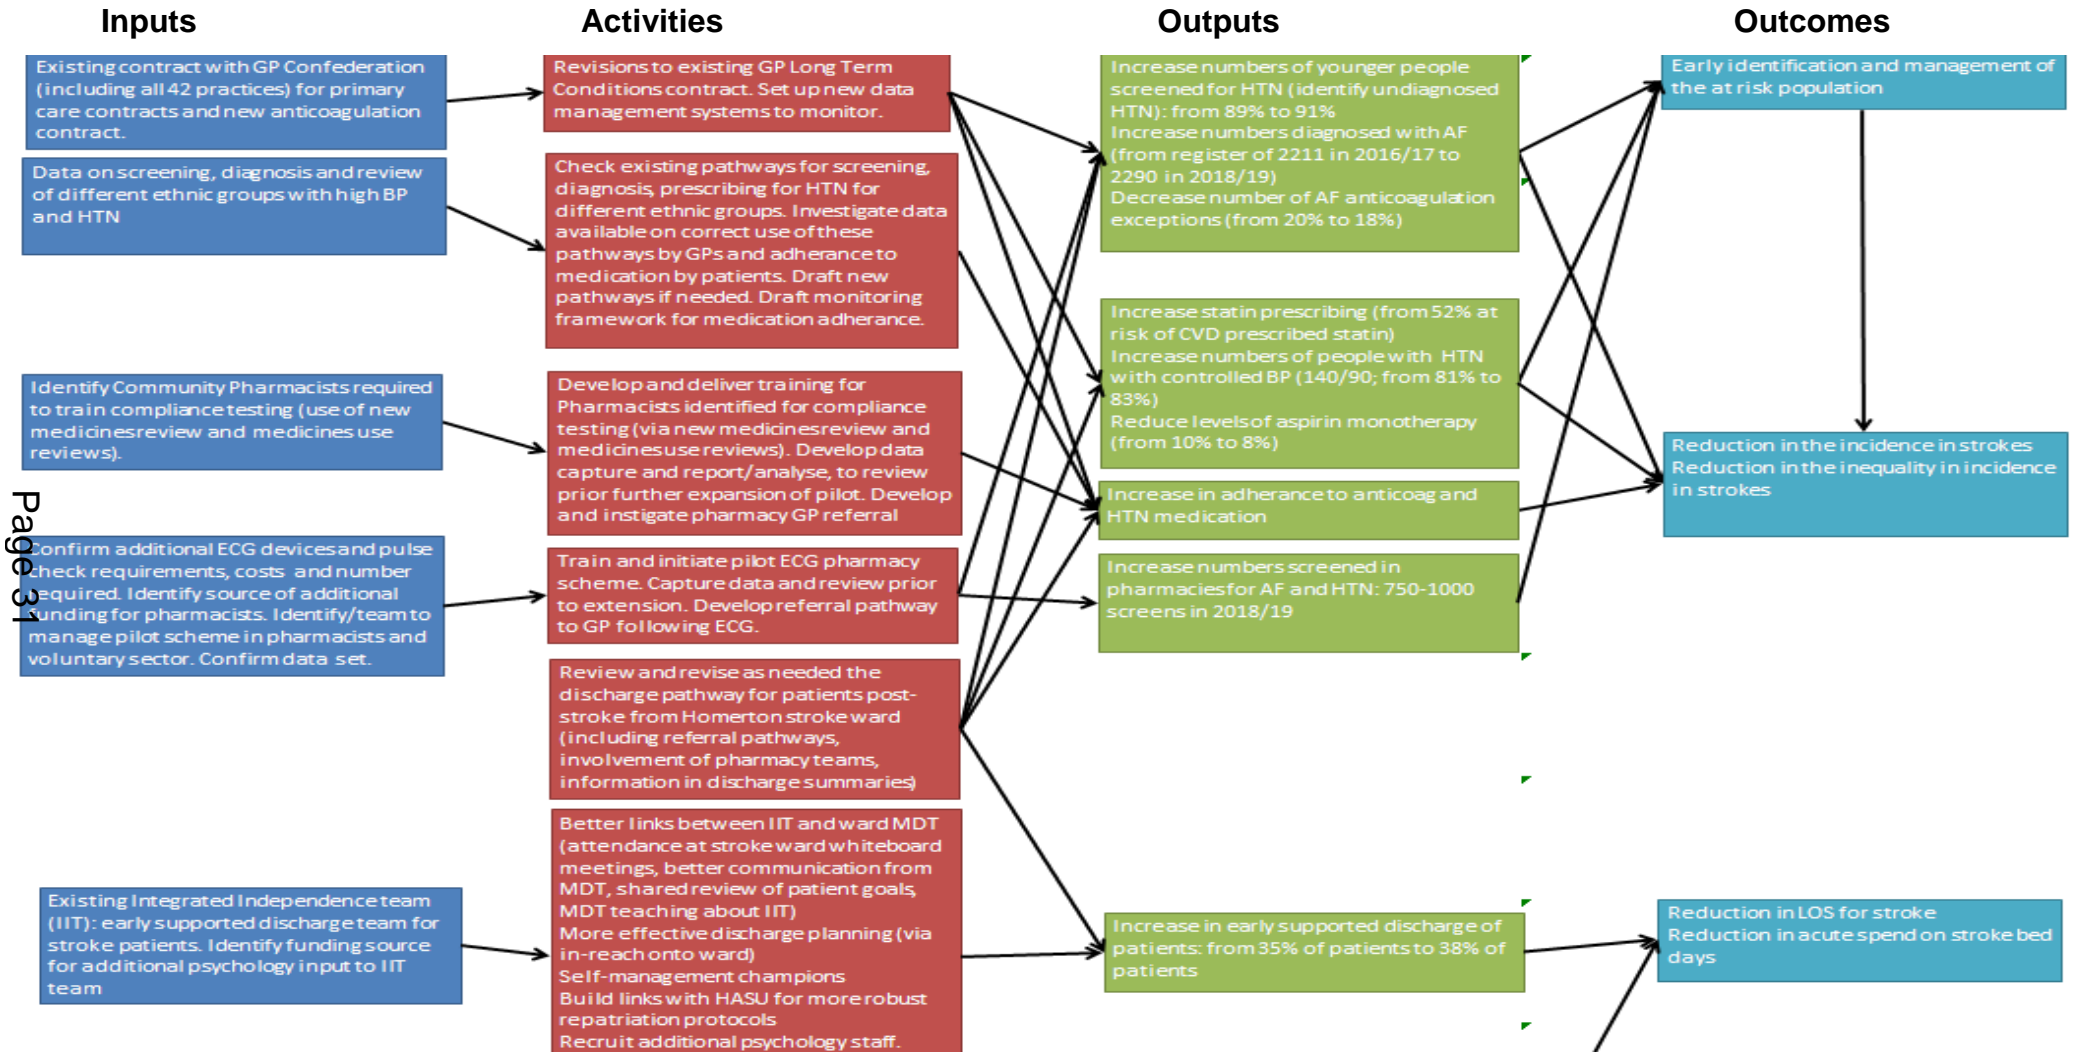 Inputs
Activities
Outputs
Outcomes
Existing contract with GP Confederation
(including all 42 practices) for primary
care contracts and new anticoagulation
contract.
Data on screening, diagnosis and review
of different ethnic groups with high BP
and HTN
Identify Community Pharmacists required
to train compliance testing (use of new
medicines review and medicines use
reviews).
Confirm additional ECG devices and pulse
check requirements, costs and number
required. Identify source of additional
funding for pharmacists. Identify/team to
manage pilot scheme in pharmacists and
voluntary sector. Confirm data set.
Existing Integrated Independence team
(IIT): early supported discharge team for
stroke patients. Identify funding source
for additional psychology input to IIT
team
Revisions to existing GP Long Term
Conditions contract. Set up new data
management systems to monitor.
Check existing pathways for screening,
diagnosis, prescribing for HTN for
different ethnic groups. Investigate data
available on correct use of these
pathways by GPs and adherance to
medication by patients. Draft new
pathways if needed. Draft monitoring
framework for medication adherance.
Develop and deliver training for
Pharmacists identified for compliance
testing (via new medicines review and
medicines use reviews). Develop data
capture and report/analyse, to review
prior further expansion of pilot. Develop
and instigate pharmacy GP referral
Train and initiate pilot ECG pharmacy
scheme. Capture data and review prior
to extension. Develop referral pathway
to GP following ECG.
Review and revise as needed the
discharge pathway for patients post-
stroke from Homerton stroke ward
(including referral pathways,
involvement of pharmacy teams,
information in discharge summaries)
Better links between IIT and ward MDT
(attendance at stroke ward whiteboard
meetings, better communication from
MDT, shared review of patient goals,
MDT teaching about IIT)
More effective discharge planning (via
in-reach onto ward)
Self-management champions
Build links with HASU for more robust
repatriation protocols
Recruit additional psychology staff.
Increase numbers of younger people
screened for HTN (identify undiagnosed
HTN): from 89% to 91%
Increase numbers diagnosed with AF
(from register of 2211 in 2016/17 to
2290 in 2018/19)
Decrease number of AF anticoagulation
exceptions (from 20% to 18%)
Increase statin prescribing (from 52% at
risk of CVD prescribed statin)
Increase numbers of people with HTN
with controlled BP (140/90; from 81% to
83%)
Reduce levels of aspirin monotherapy
(from 10% to 8%)
Increase in adherance to anticoag and
HTN medication
Increase numbers screened in
pharmacies for AF and HTN: 750-1000
screens in 2018/19
Increase in early supported discharge of
patients: from 35% of patients to 38% of
patients
Early identification and management of
the at risk population
Reduction in the incidence in strokes
Reduction in the inequality in incidence
in strokes
Reduction in LOS for stroke
Reduction in acute spend on stroke bed
days
Page 31